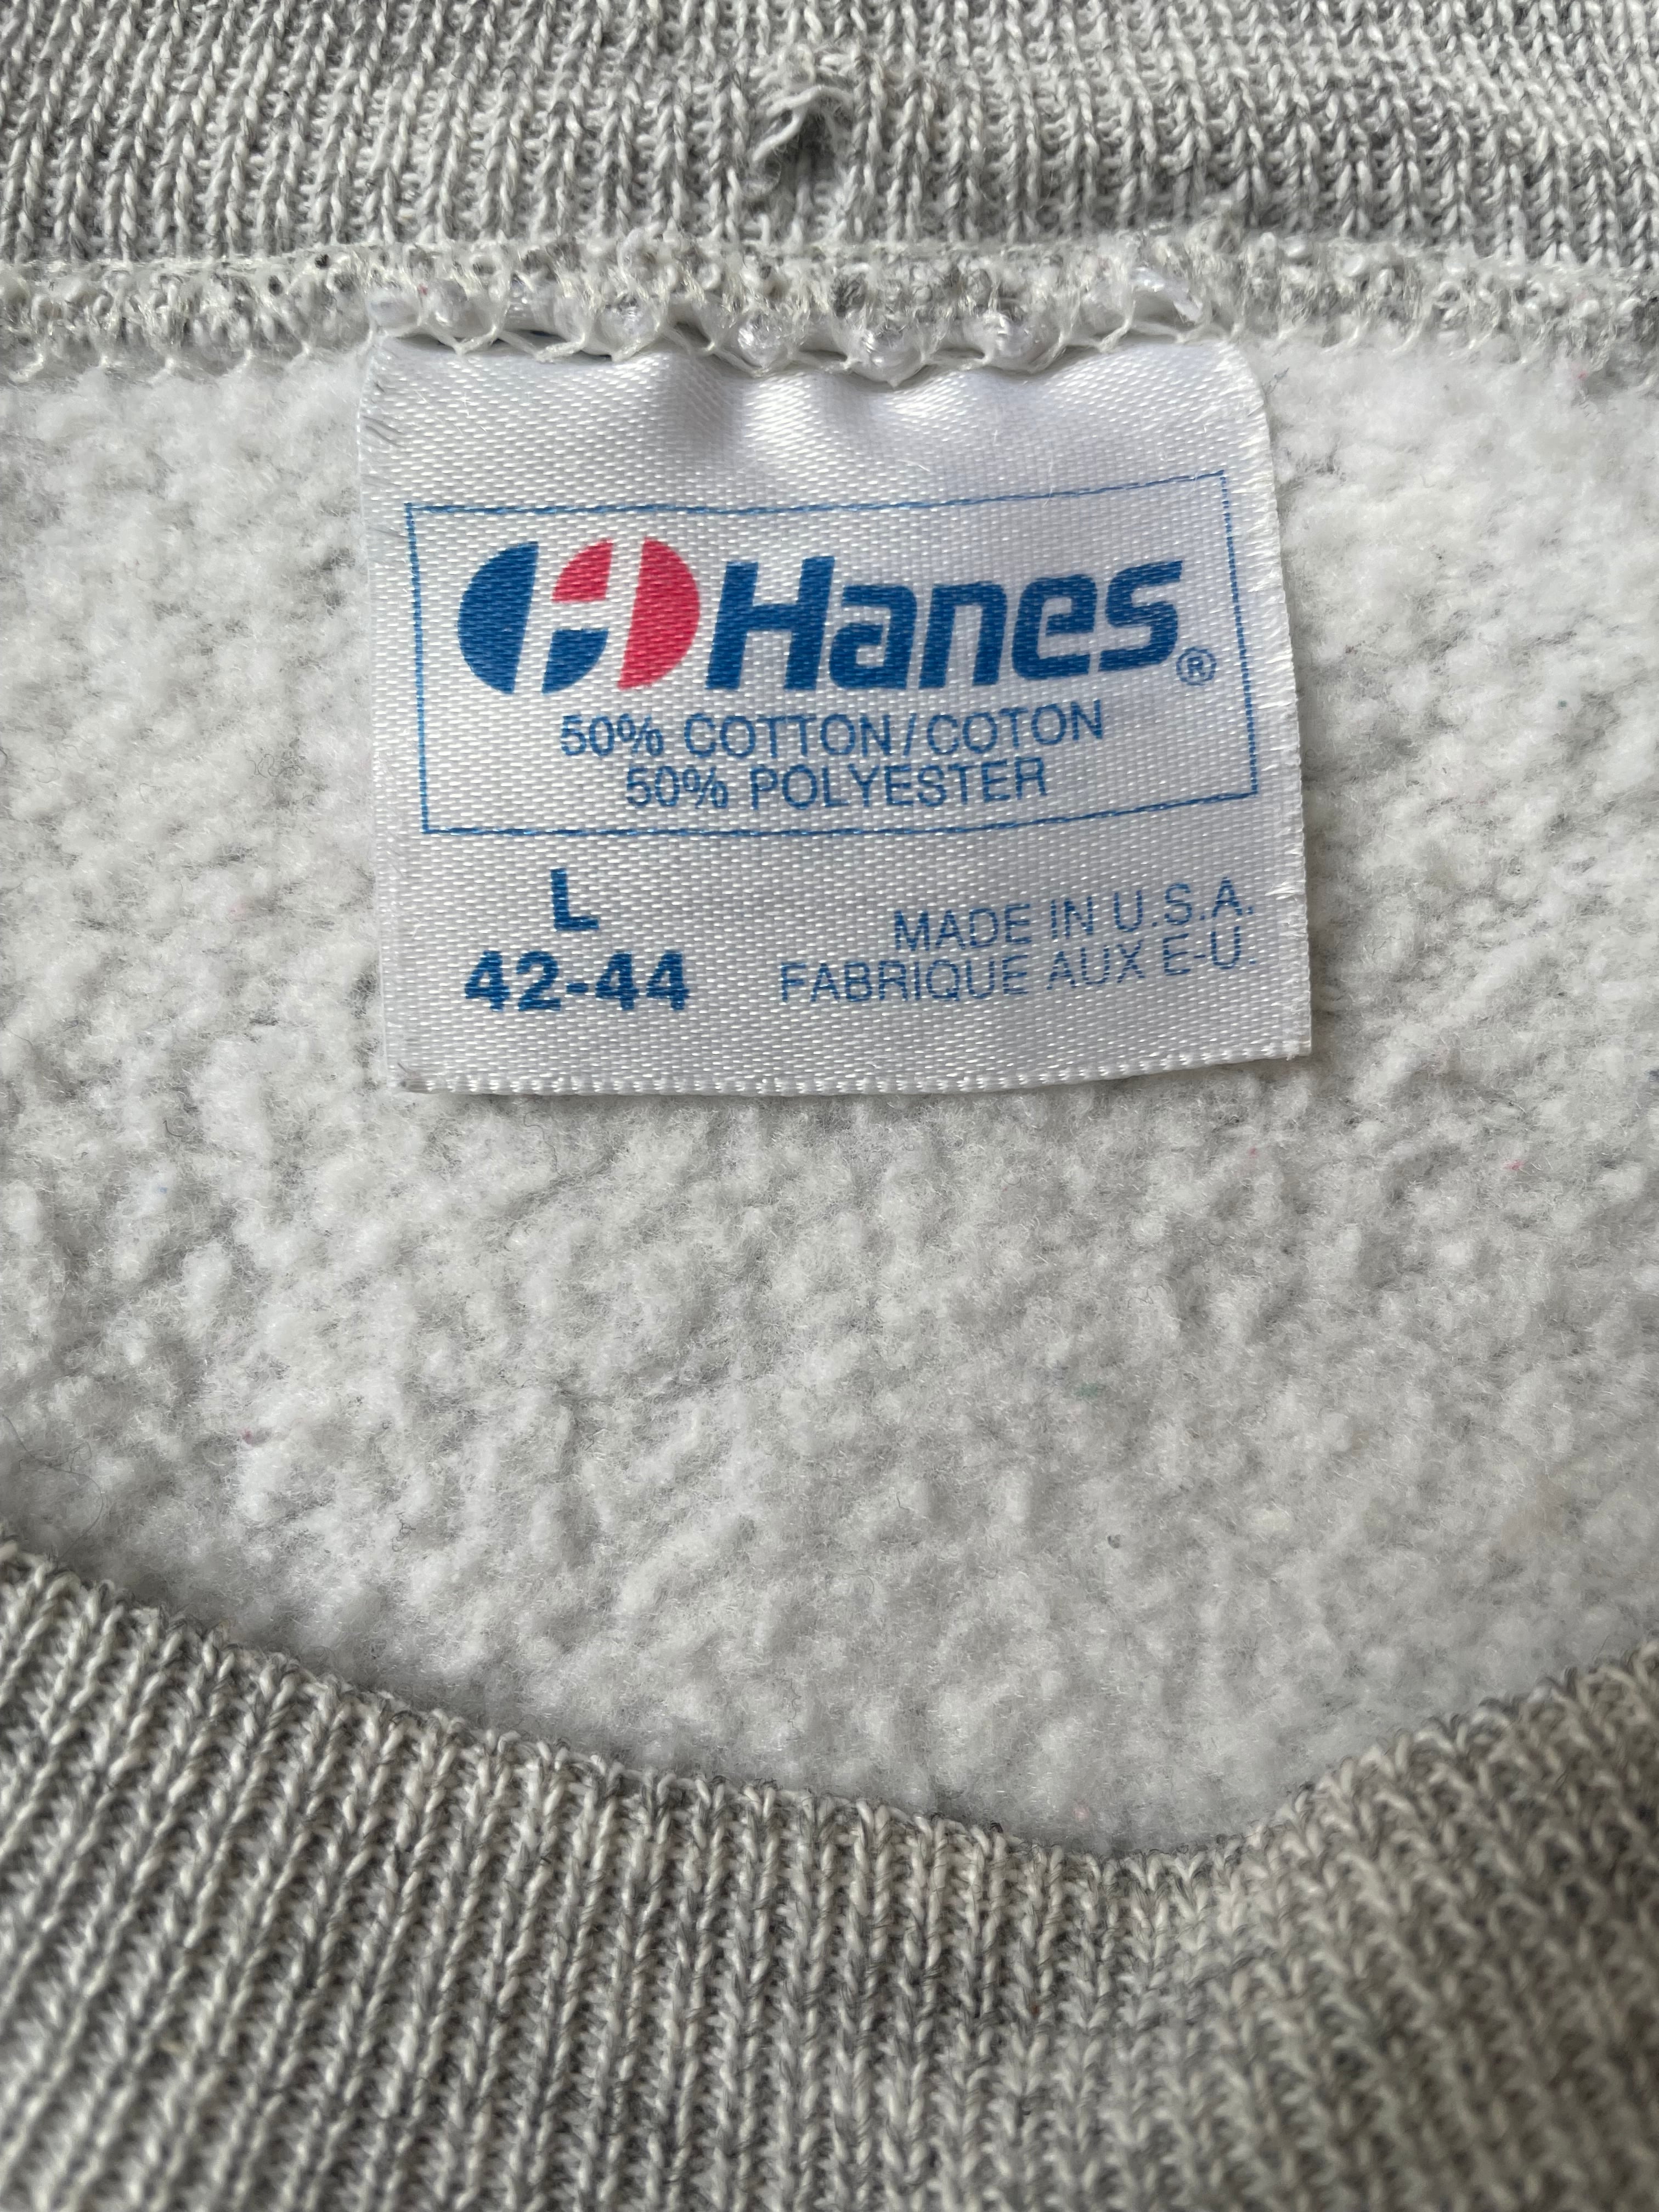 Hanes®
50% COTTON/COTON
50% POLYESTER
L
42-44
MADE IN U.S.A.
FABRIQUE AUX E-U.